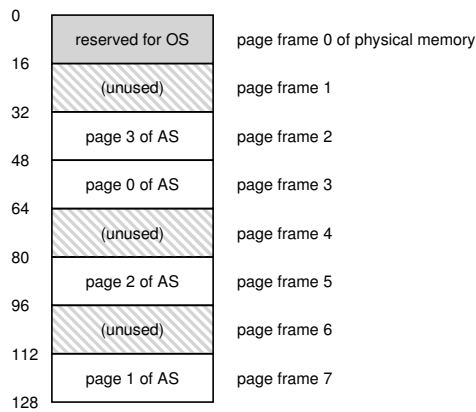 0
reserved for OS page frame 0 of physical memory
16
(unused) page frame 1
32
page 3 of AS page frame 2
48
page 0 of AS page frame 3
64
(unused) page frame 4
80
page 2 of AS page frame 5
96
(unused) page frame 6
112
page 1 of AS page frame 7
128